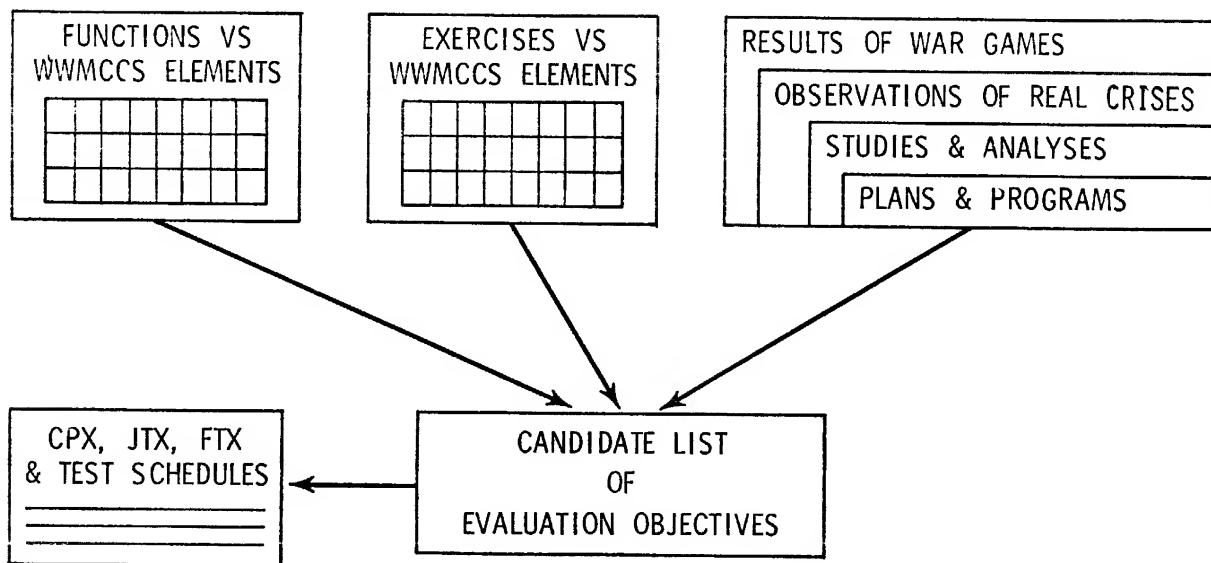 FUNCTIONS VS
WWMCCS ELEMENTS
EXERCISES VS
WWMCCS ELEMENTS
RESULTS OF WAR GAMES
OBSERVATIONS OF REAL CRISES
STUDIES & ANALYSES
PLANS & PROGRAMS
CPX, JTX, FTX
& TEST SCHEDULES
CANDIDATE LIST
OF
EVALUATION OBJECTIVES